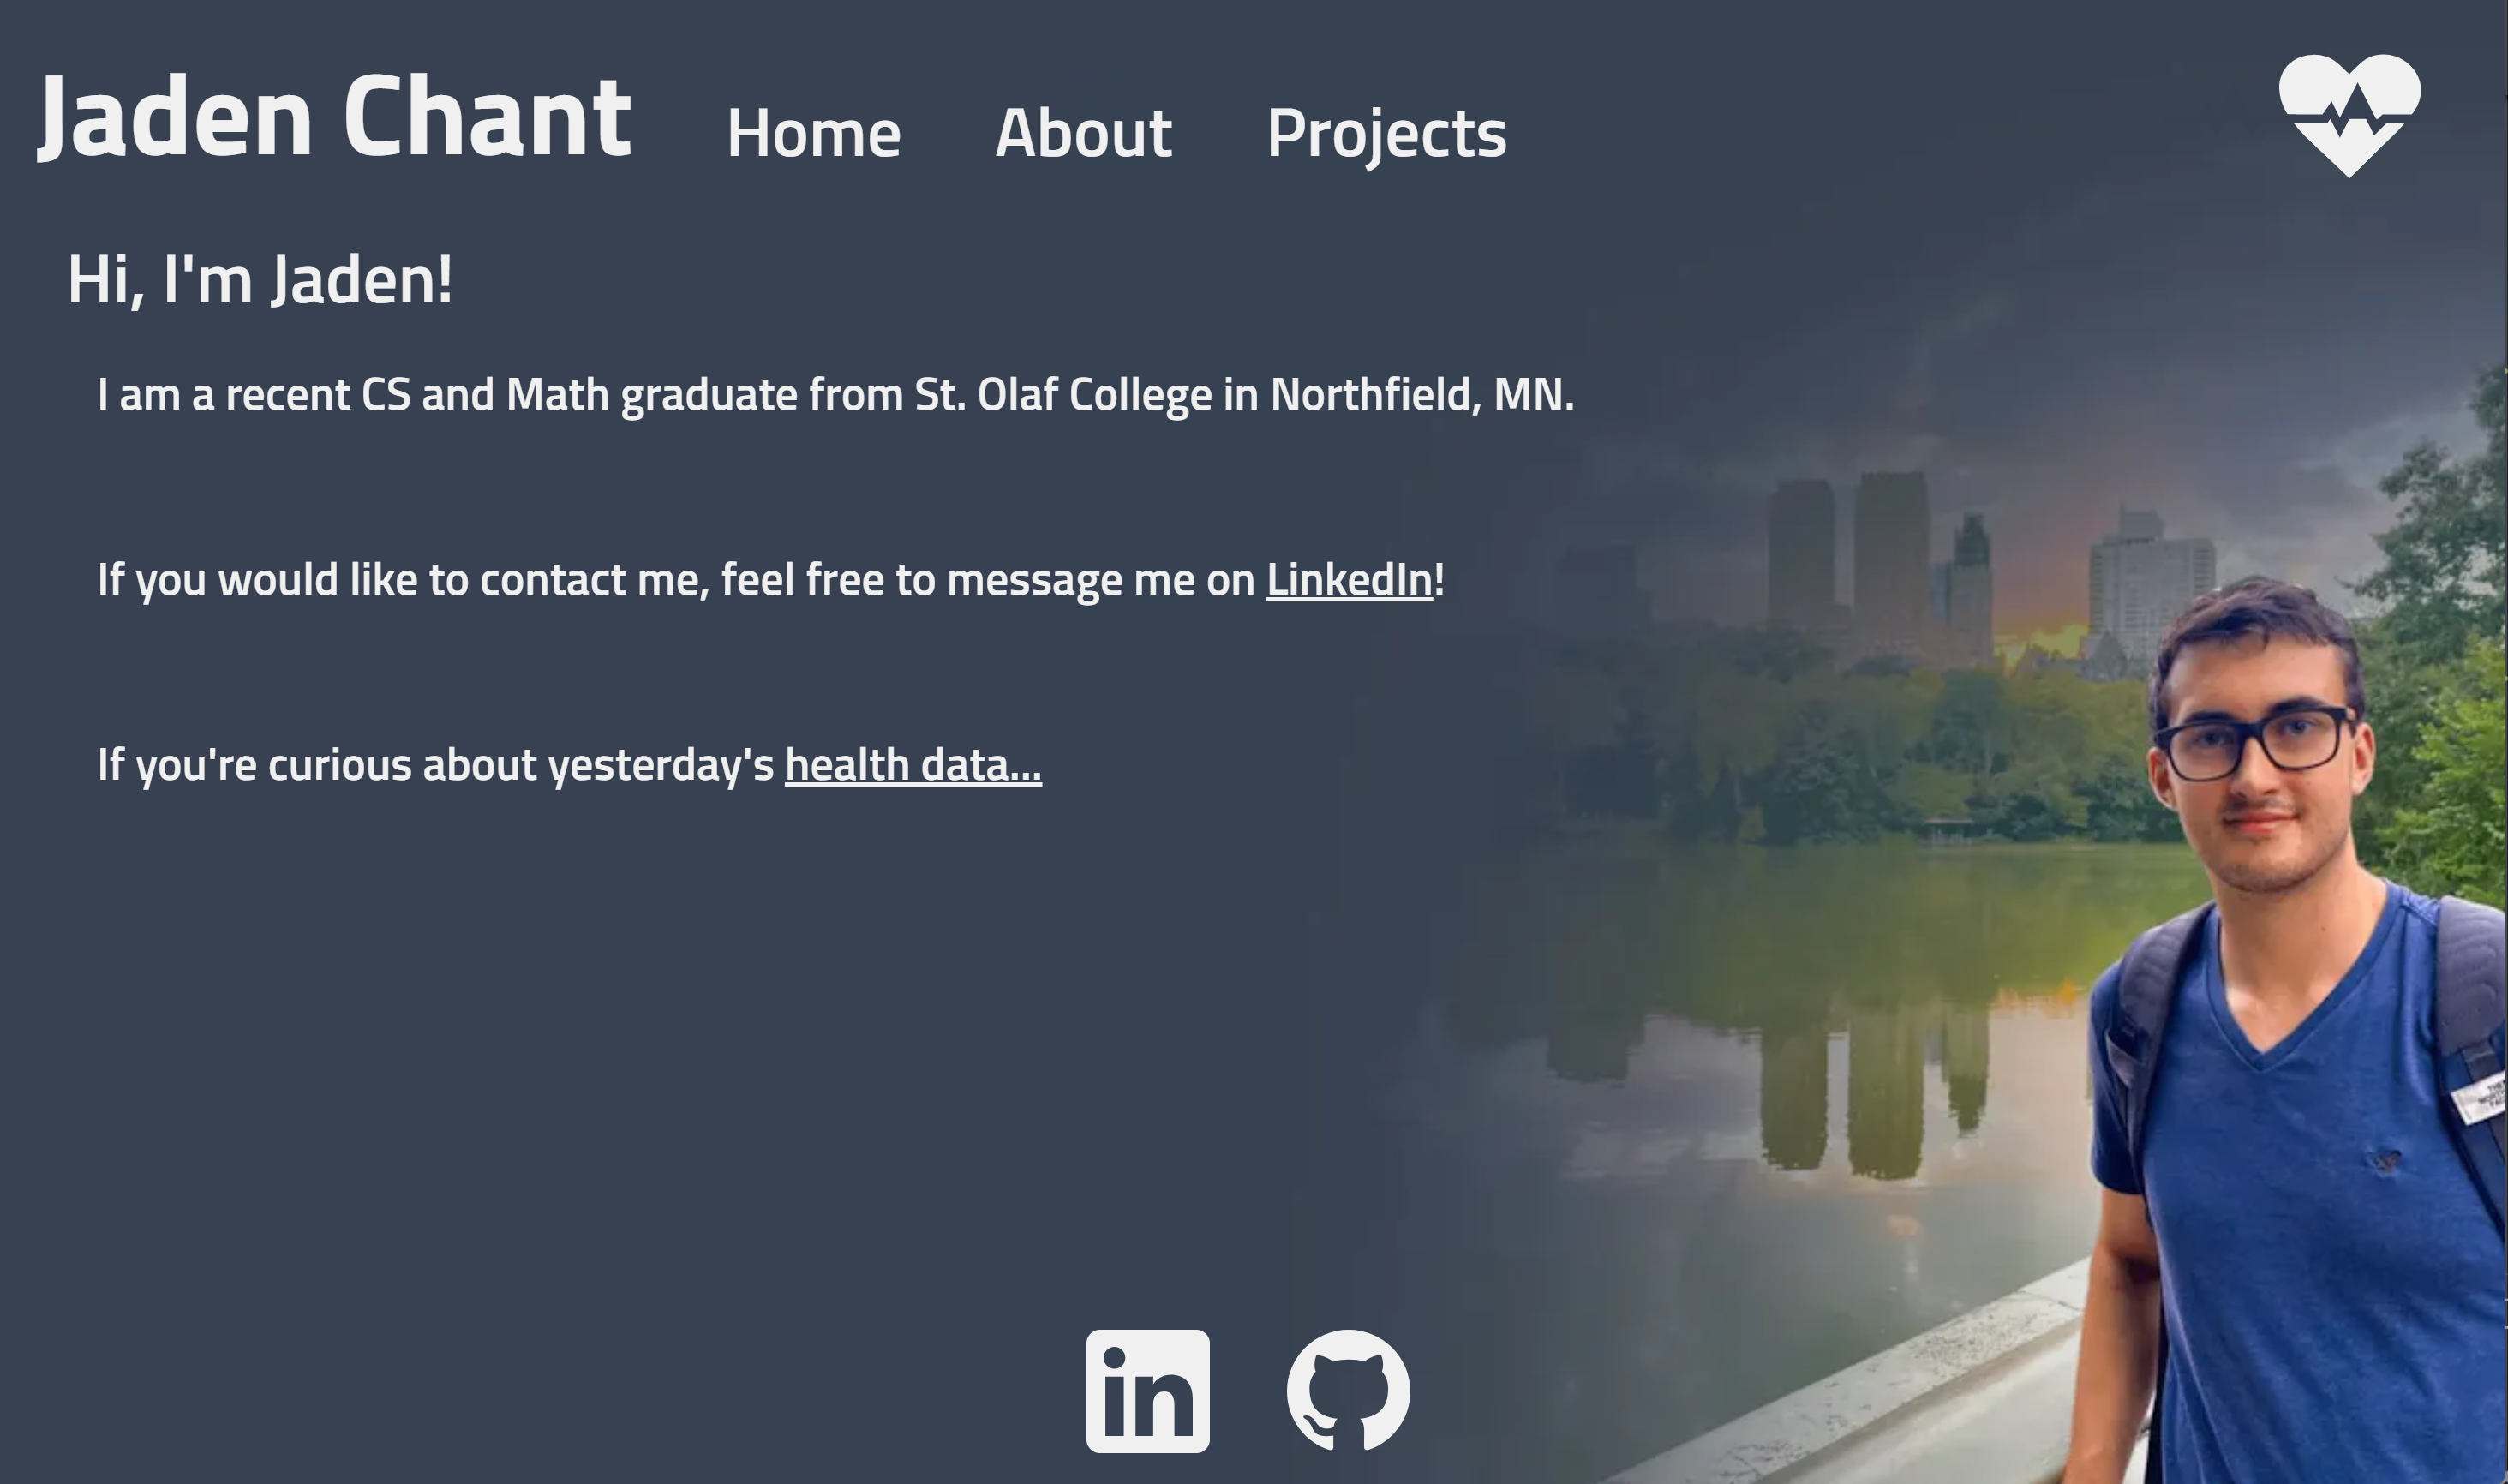 Jaden Chant
Home
About
Projects
Hi, I'm Jaden!
I am a recent CS and Math graduate from St. Olaf College in Northfield, MN.
If you would like to contact me, feel free to message me on LinkedIn!
If you're curious about yesterday's health data...
in